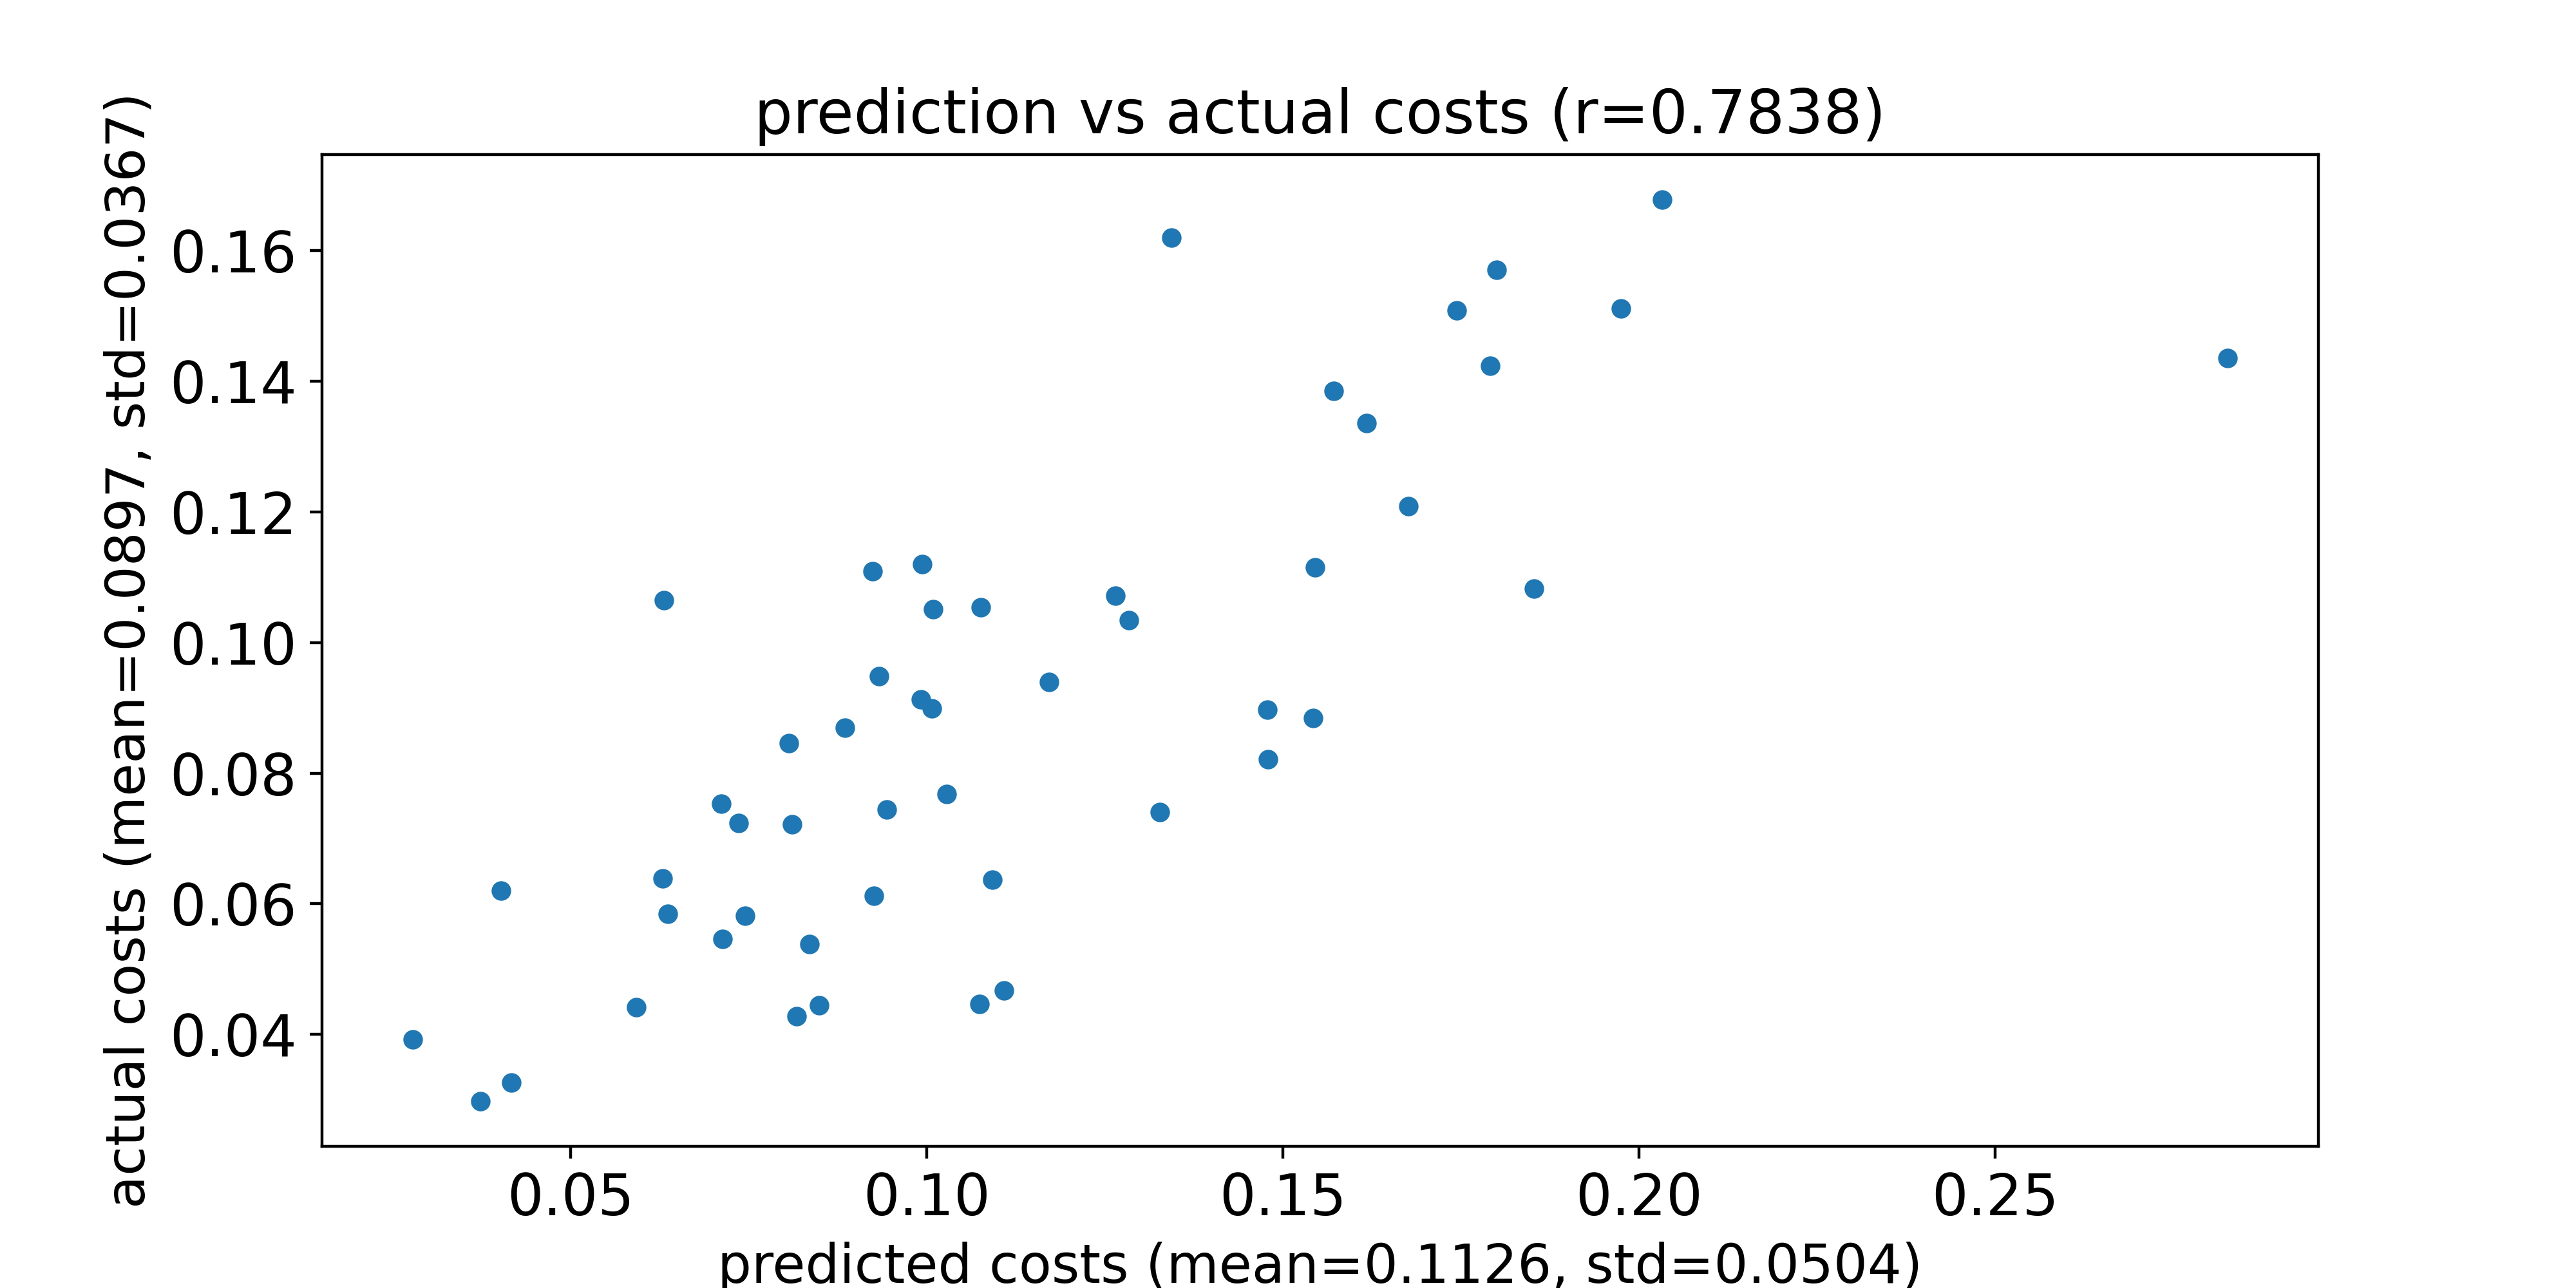 prediction vs actual costs (r=0.7838)
actual costs (mean=0.0897, std=0.0367)
0.16
0.14
0.12
0.10
0.08
0.06
0.04
0.05 0.10 0.15 0.20 0.25
predicted costs (mean=0.1126, std=0.0504)